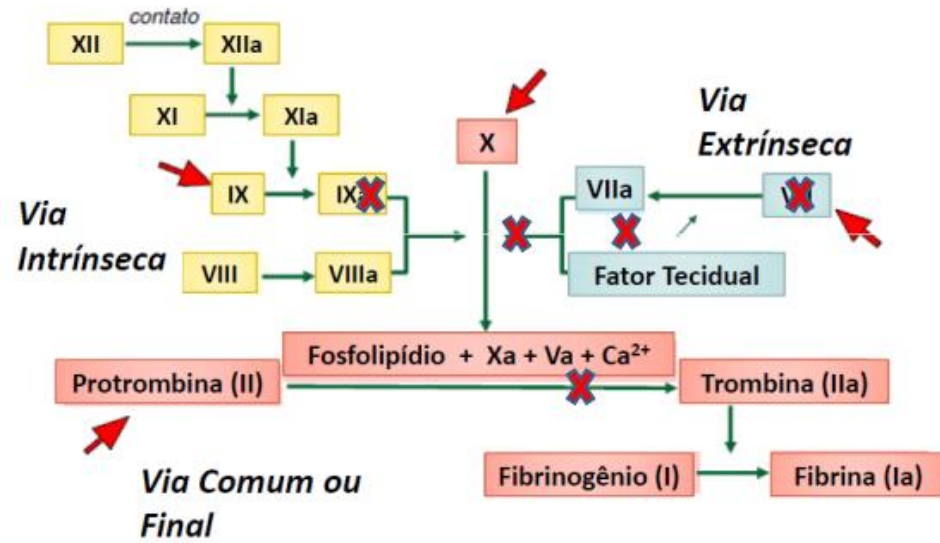 contato
XII
XIIa
XI
XIa
IX
VIII
VIIIa
Via
Intrínseca
X
Via
Extrínseca
VIIa
Fator Tecidual
Fosfolipídio + Xa + Va + Ca²⁺
Protrombina (II)
Trombina (IIa)
Via Comum ou
Final
Fibrinogênio (I)
Fibrina (Ia)